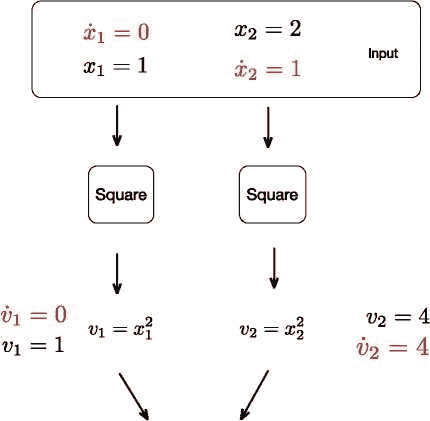 ẋ₁ = 0
x₂ = 2
Input
x₁ = 1
ẋ₂ = 1
Square
Square
v̇₁ = 0
v₁ = 1
v₁ = x₁²
v₂ = x₂²
v₂ = 4
v̇₂ = 4